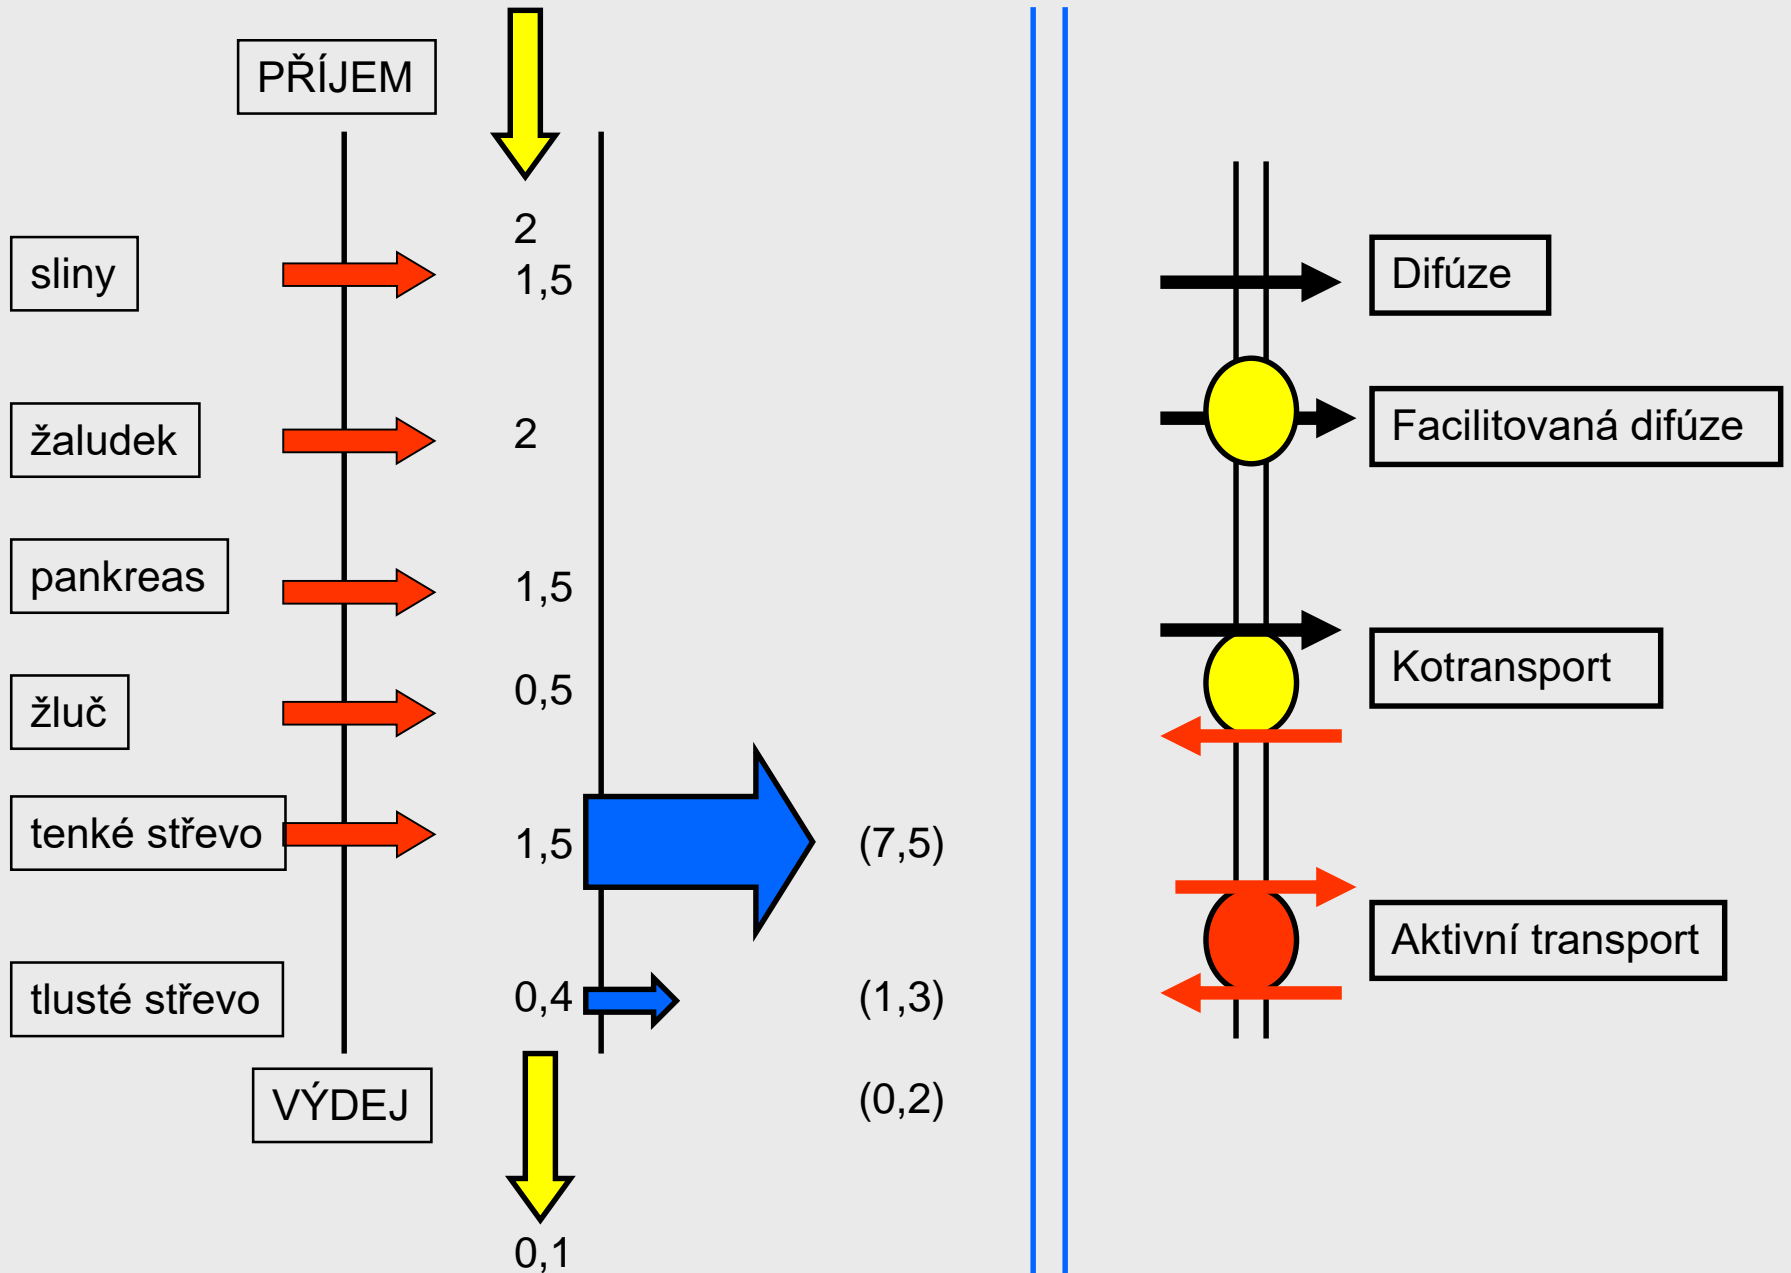 PŘÍJEM
2
sliny
1,5
žaludek
2
pankreas
1,5
žluč
0,5
tenké střevo
1,5
(7,5)
tlusté střevo
0,4
(1,3)
VÝDEJ
(0,2)
0,1
Difúze
Facilitovaná difúze
Kotransport
Aktivní transport